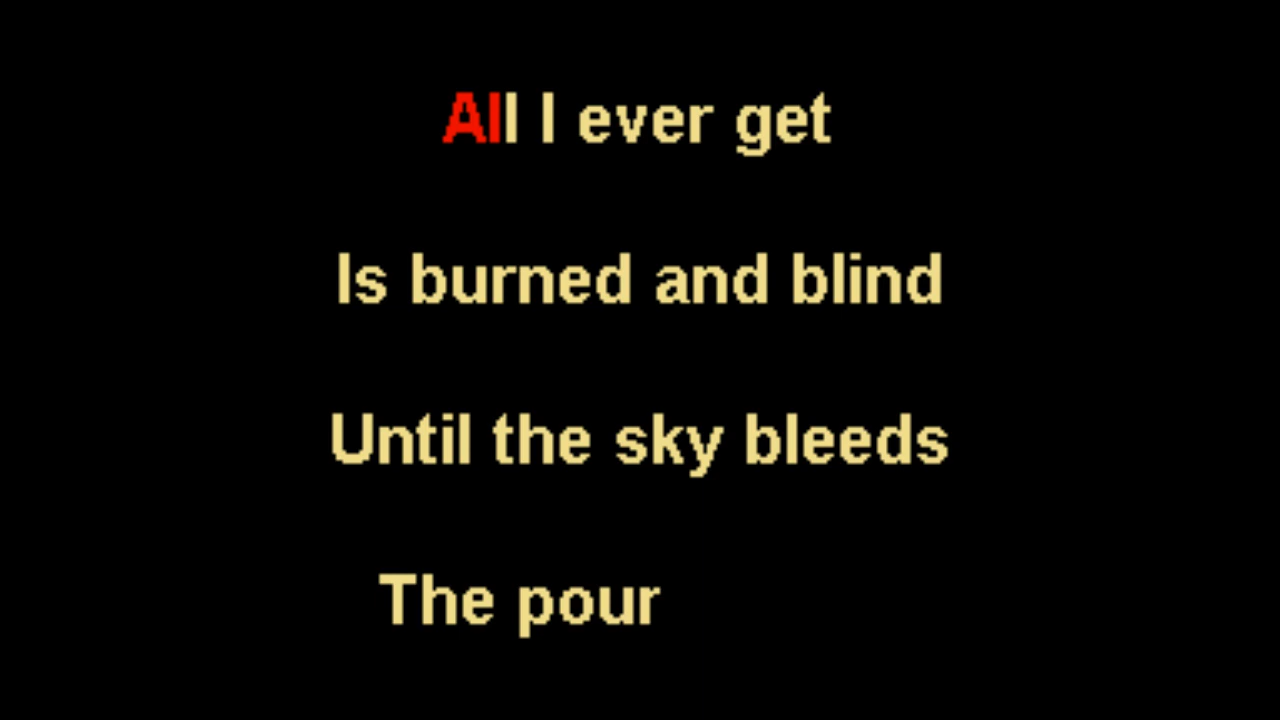 All I ever get
Is burned and blind
Until the sky bleeds
The pour